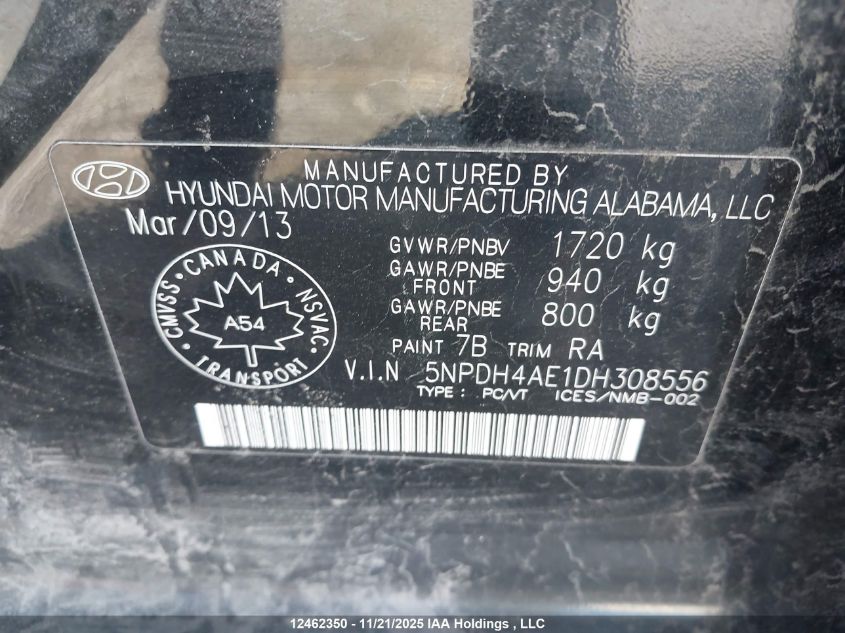 MANUFACTURED BY
HYUNDAI MOTOR MANUFACTURING ALABAMA, LLC
Mar/09/13
GVWR/PNBV 1720 kg
GAWR/PNBE FRONT 940 kg
GAWR/PNBE REAR 800 kg
PAINT 7B TRIM RA
V.I.N 5NPDH4AE1DH308556
TYPE : PC/VT ICES/NMB-002
CMVSS · CANADA · NSVAC · TRANSPORT ·
A54
12462350 - 11/21/2025 IAA Holdings , LLC